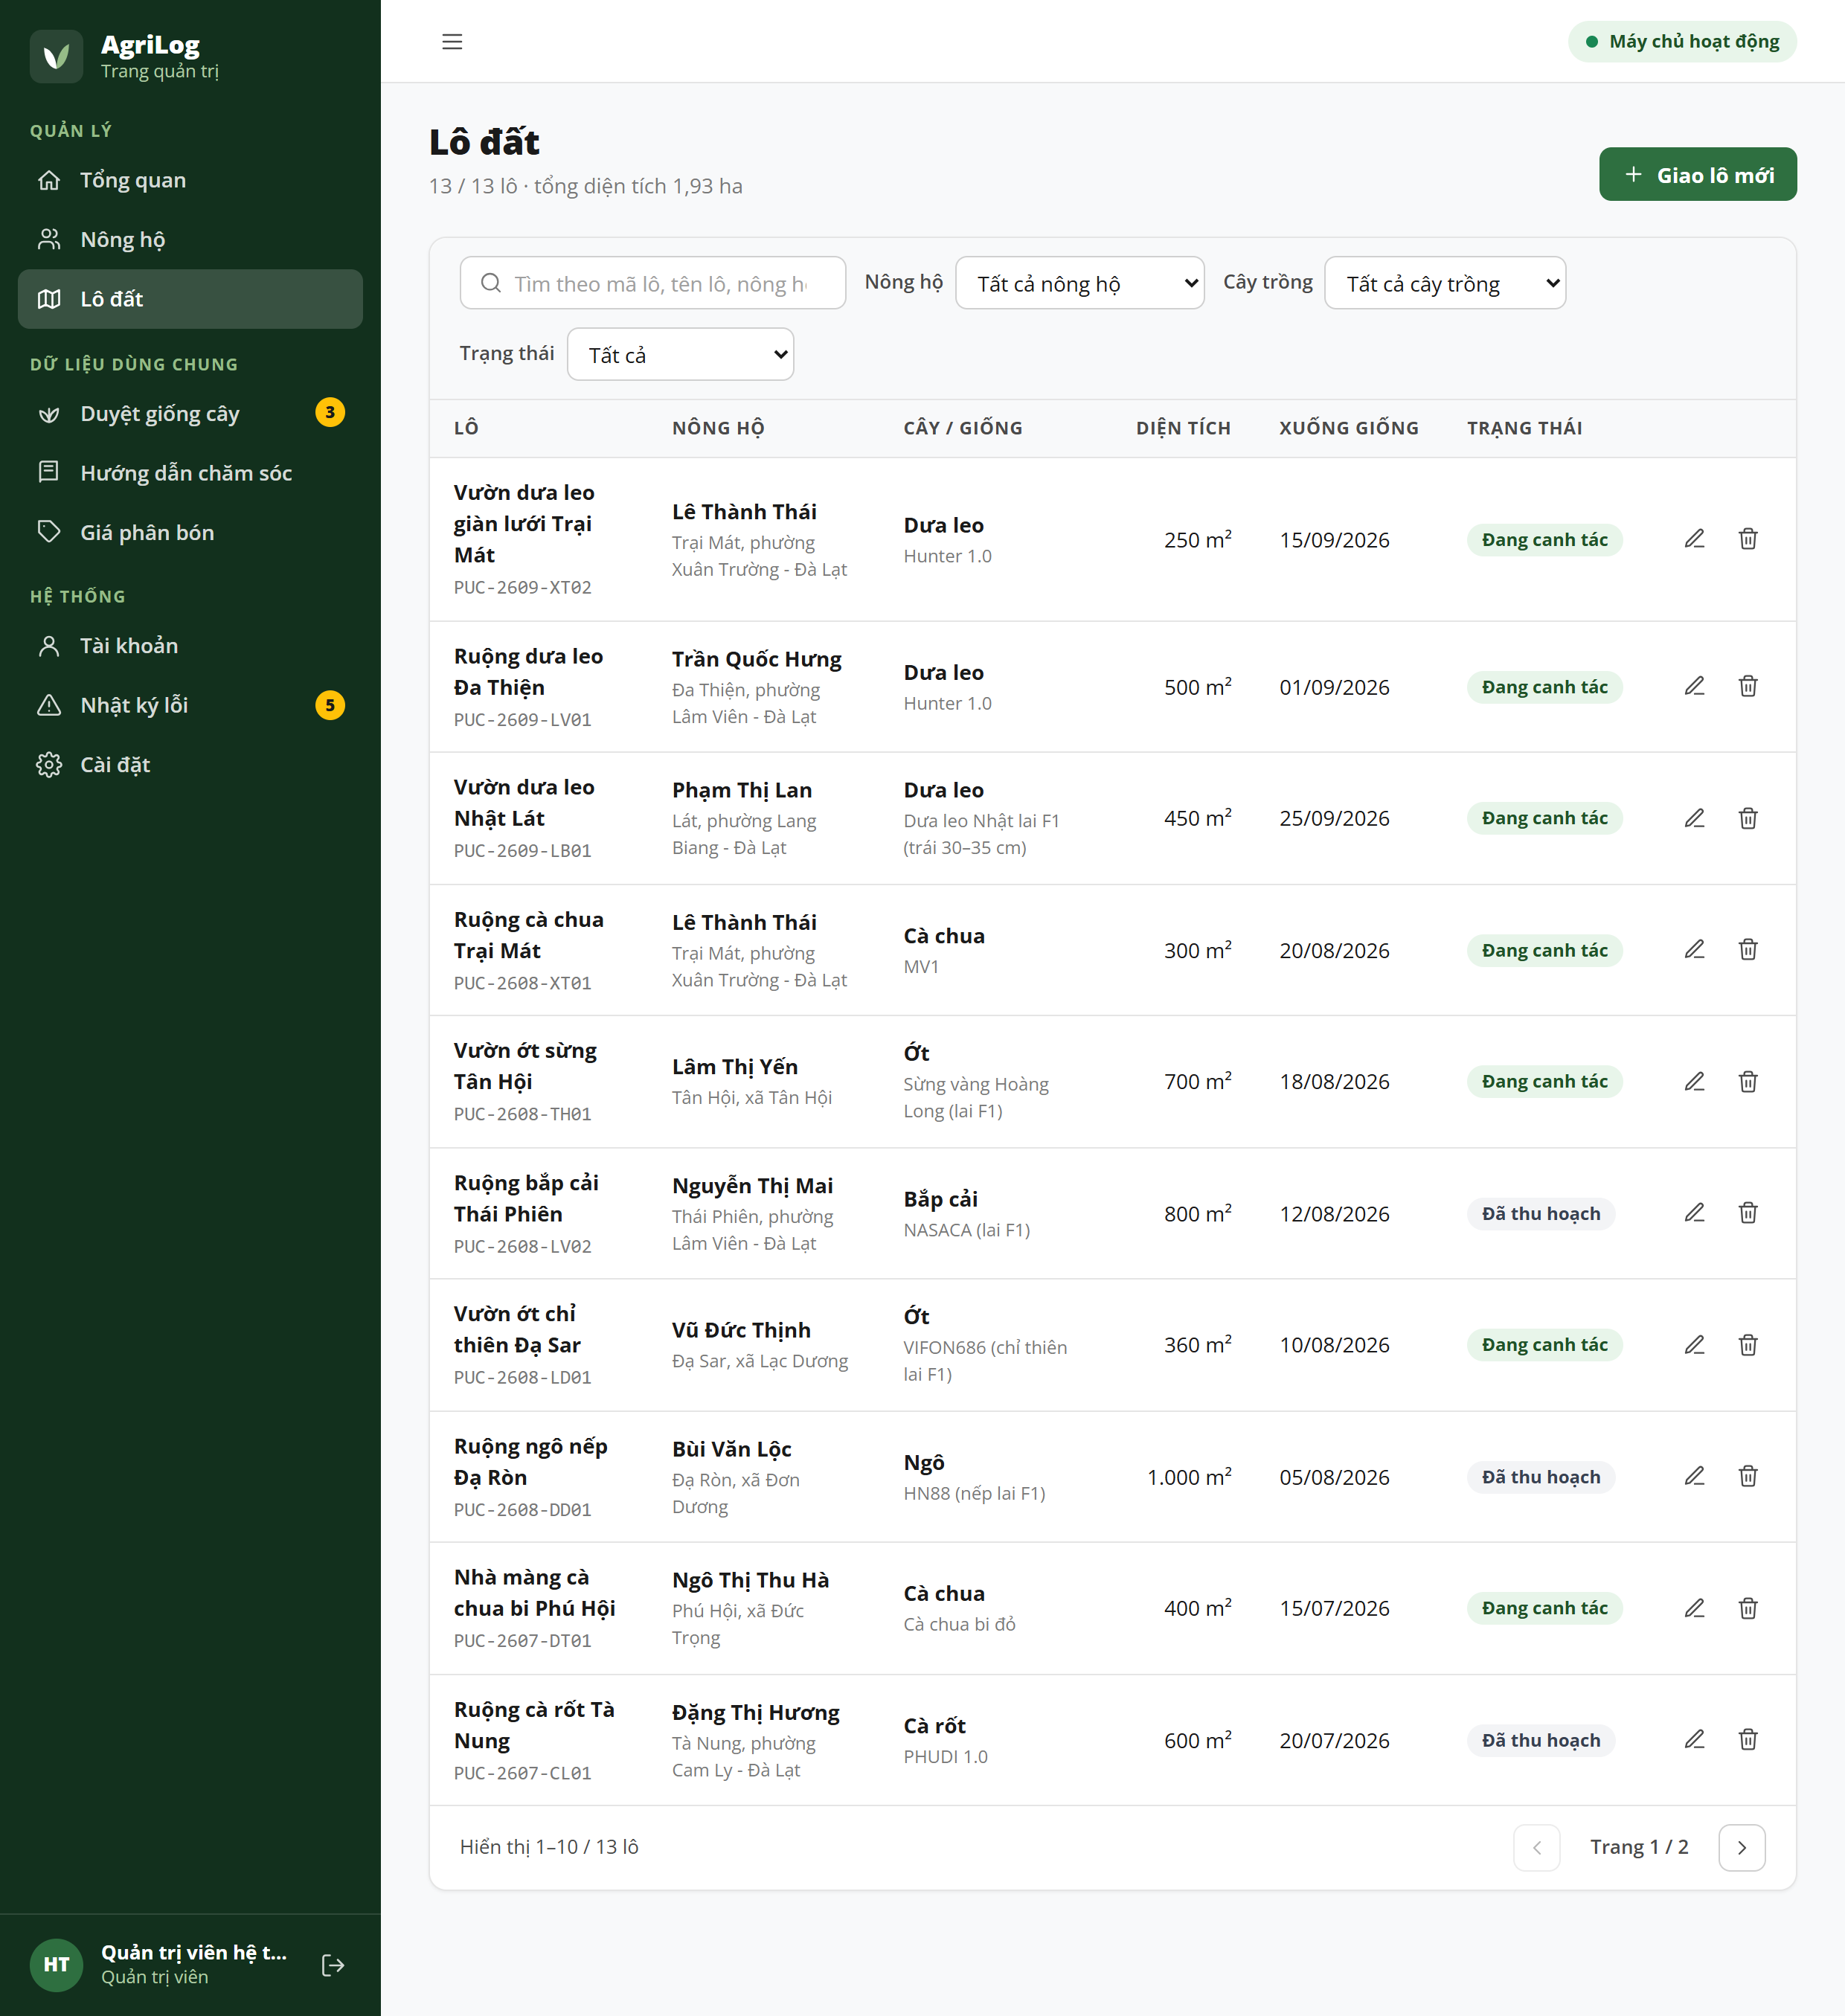 AgriLog
Trang quản trị
QUẢN LÝ
Tổng quan
Nông hộ
Lô đất
DỮ LIỆU DÙNG CHUNG
Duyệt giống cây
3
Hướng dẫn chăm sóc
Giá phân bón
HỆ THỐNG
Tài khoản
Nhật ký lỗi
5
Cài đặt
HT
Quản trị viên hệ t...
Quản trị viên
Máy chủ hoạt động
Lô đất
13 / 13 lô · tổng diện tích 1,93 ha
Giao lô mới
Tìm theo mã lô, tên lô, nông h
Nông hộ
Tất cả nông hộ
Cây trồng
Tất cả cây trồng
Trạng thái
Tất cả
LÔ NÔNG HỘ CÂY / GIỐNG DIỆN TÍCH XUỐNG GIỐNG TRẠNG THÁI
Vườn dưa leo
giàn lưới Trại
Mát
PUC-2609-XT02
Lê Thành Thái
Trại Mát, phường
Xuân Trường - Đà Lạt
Dưa leo
Hunter 1.0
250 m²
15/09/2026
Đang canh tác
Ruộng dưa leo
Đa Thiện
PUC-2609-LV01
Trần Quốc Hưng
Đa Thiện, phường
Lâm Viên - Đà Lạt
Dưa leo
Hunter 1.0
500 m²
01/09/2026
Đang canh tác
Vườn dưa leo
Nhật Lát
PUC-2609-LB01
Phạm Thị Lan
Lát, phường Lang
Biang - Đà Lạt
Dưa leo
Dưa leo Nhật lai F1
(trái 30–35 cm)
450 m²
25/09/2026
Đang canh tác
Ruộng cà chua
Trại Mát
PUC-2608-XT01
Lê Thành Thái
Trại Mát, phường
Xuân Trường - Đà Lạt
Cà chua
MV1
300 m²
20/08/2026
Đang canh tác
Vườn ớt sừng
Tân Hội
PUC-2608-TH01
Lâm Thị Yến
Tân Hội, xã Tân Hội
Ớt
Sừng vàng Hoàng
Long (lai F1)
700 m²
18/08/2026
Đang canh tác
Ruộng bắp cải
Thái Phiên
PUC-2608-LV02
Nguyễn Thị Mai
Thái Phiên, phường
Lâm Viên - Đà Lạt
Bắp cải
NASACA (lai F1)
800 m²
12/08/2026
Đã thu hoạch
Vườn ớt chỉ
thiên Đạ Sar
PUC-2608-LD01
Vũ Đức Thịnh
Đạ Sar, xã Lạc Dương
Ớt
VIFON686 (chỉ thiên
lai F1)
360 m²
10/08/2026
Đang canh tác
Ruộng ngô nếp
Đạ Ròn
PUC-2608-DD01
Bùi Văn Lộc
Đạ Ròn, xã Đơn
Dương
Ngô
HN88 (nếp lai F1)
1.000 m²
05/08/2026
Đã thu hoạch
Nhà màng cà
chua bi Phú Hội
PUC-2607-DT01
Ngô Thị Thu Hà
Phú Hội, xã Đức
Trọng
Cà chua
Cà chua bi đỏ
400 m²
15/07/2026
Đang canh tác
Ruộng cà rốt Tà
Nung
PUC-2607-CL01
Đặng Thị Hương
Tà Nung, phường
Cam Ly - Đà Lạt
Cà rốt
PHUDI 1.0
600 m²
20/07/2026
Đã thu hoạch
Hiển thị 1–10 / 13 lô
Trang 1 / 2